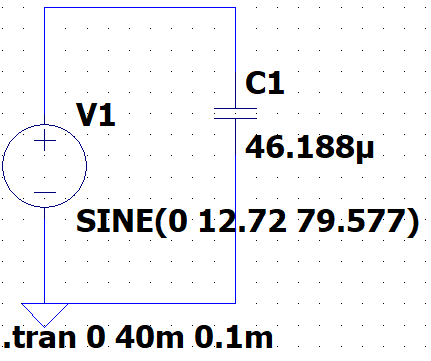 C1
V1
46.188µ
SINE(0 12.72 79.577)
.tran 0 40m 0.1m